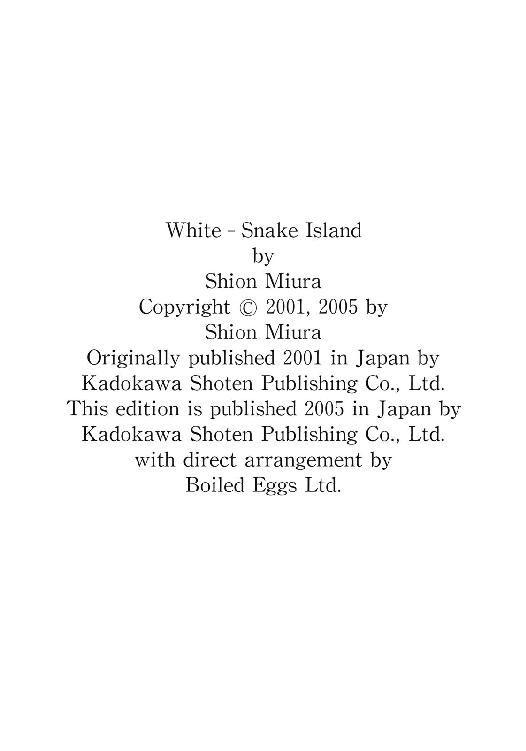 White - Snake Island
by
Shion Miura
Copyright © 2001, 2005 by
Shion Miura
Originally published 2001 in Japan by
Kadokawa Shoten Publishing Co., Ltd.
This edition is published 2005 in Japan by
Kadokawa Shoten Publishing Co., Ltd.
with direct arrangement by
Boiled Eggs Ltd.